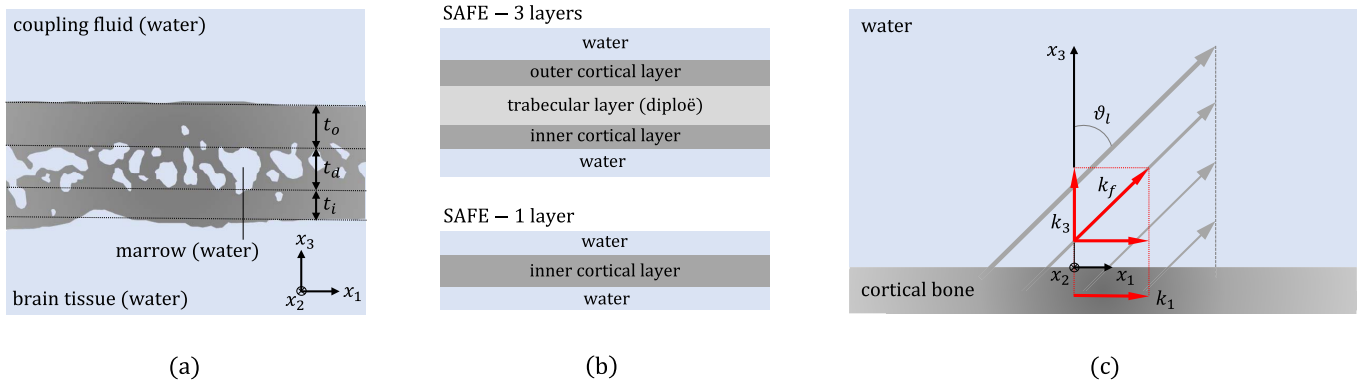 coupling fluid (water)
t_o
t_d
t_i
marrow (water)
x_3
brain tissue (water)
x_2
x_1
(a)
SAFE − 3 layers
water
outer cortical layer
trabecular layer (diploë)
inner cortical layer
water
SAFE − 1 layer
water
inner cortical layer
water
(b)
water
x_3
ϑ_l
k_f
k_3
x_2
x_1
cortical bone
k_1
(c)